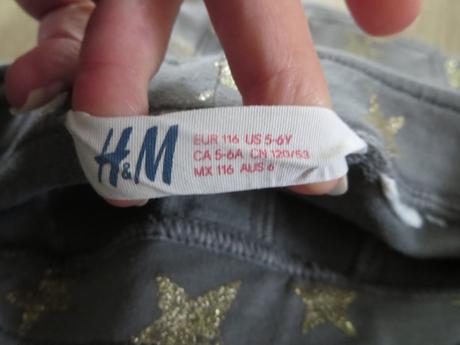 H&M
EUR 116 US 5-6Y
CA 5-6A CN 120/53
MX 116 AUS 6